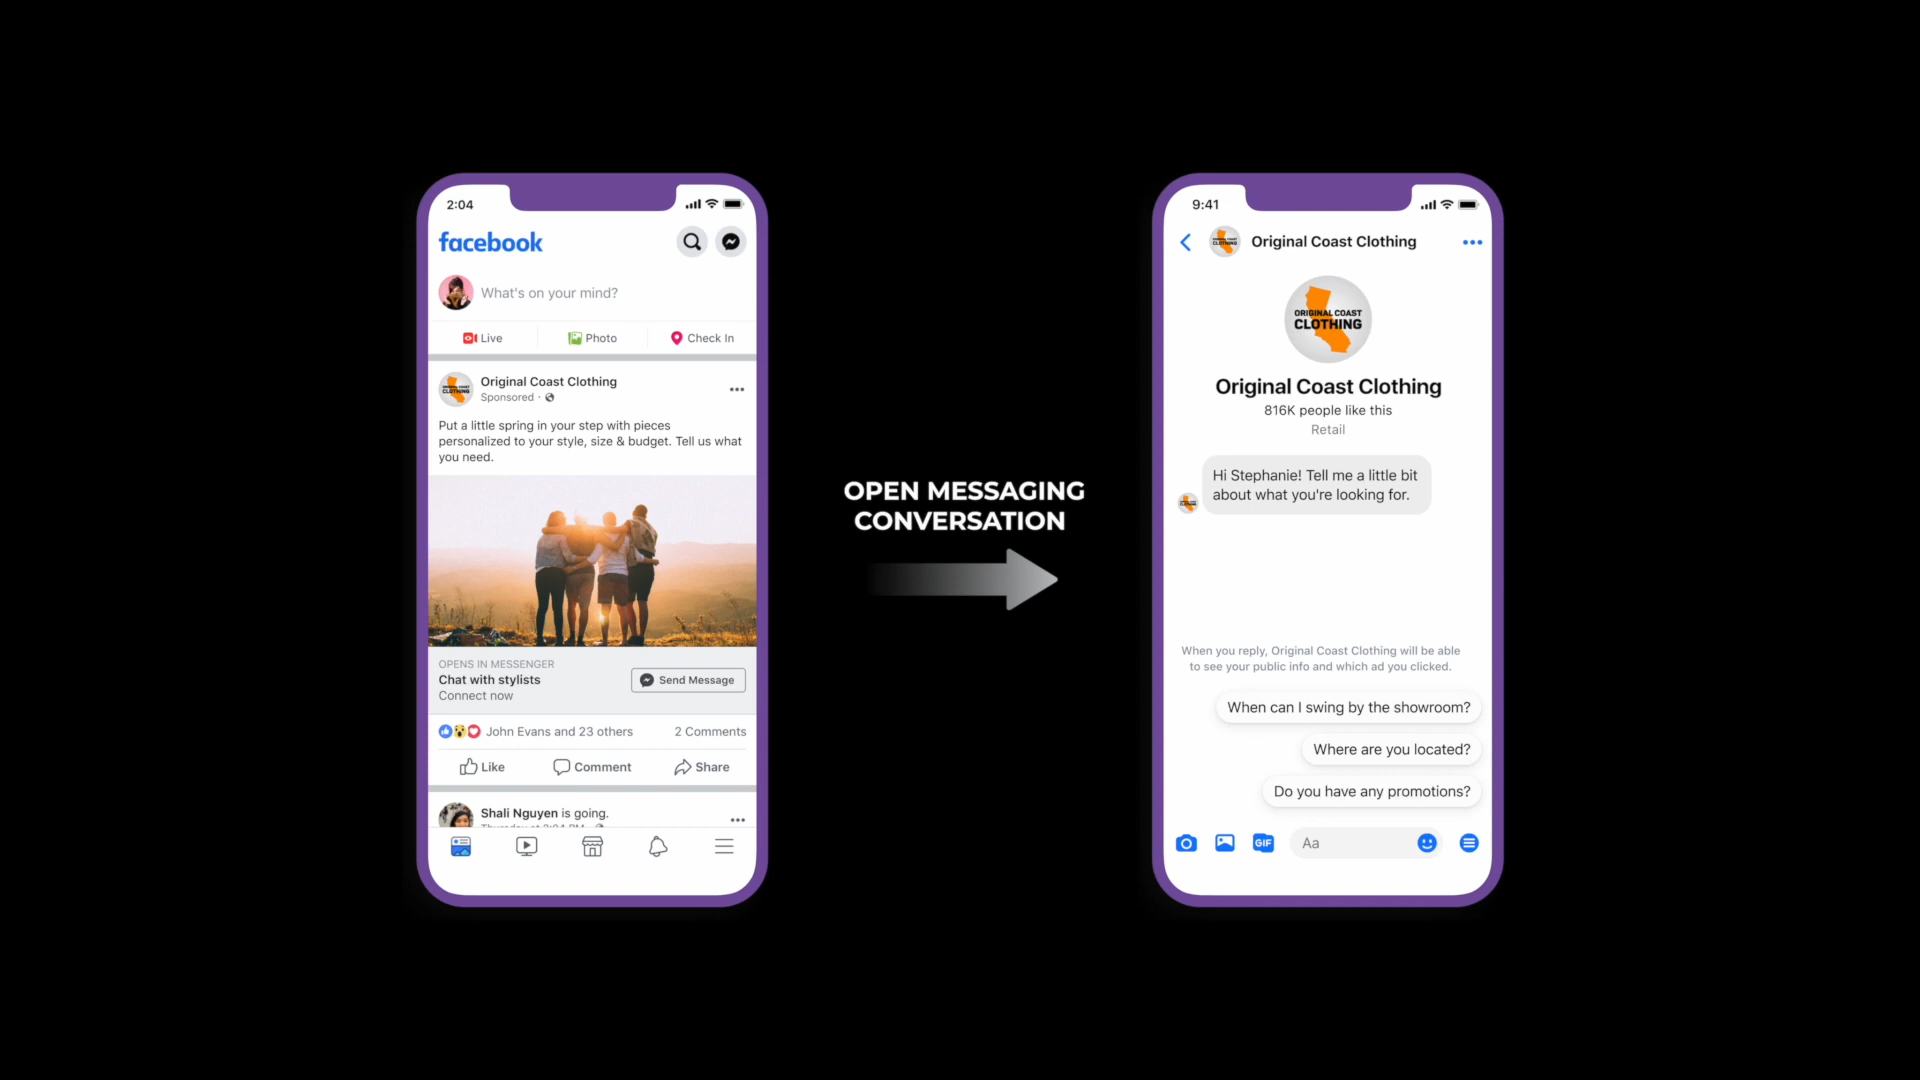 2:04
facebook
What's on your mind?
Live
Photo
Check In
Original Coast Clothing
Sponsored ·
Put a little spring in your step with pieces
personalized to your style, size & budget. Tell us what
you need.
OPENS IN MESSENGER
Chat with stylists
Connect now
Send Message
John Evans and 23 others
2 Comments
Like
Comment
Share
Shali Nguyen is going.
OPEN MESSAGING
CONVERSATION
9:41
Original Coast Clothing
ORIGINAL COAST
CLOTHING
Original Coast Clothing
816K people like this
Retail
Hi Stephanie! Tell me a little bit
about what you're looking for.
When you reply, Original Coast Clothing will be able
to see your public info and which ad you clicked.
When can I swing by the showroom?
Where are you located?
Do you have any promotions?
GIF
Aa